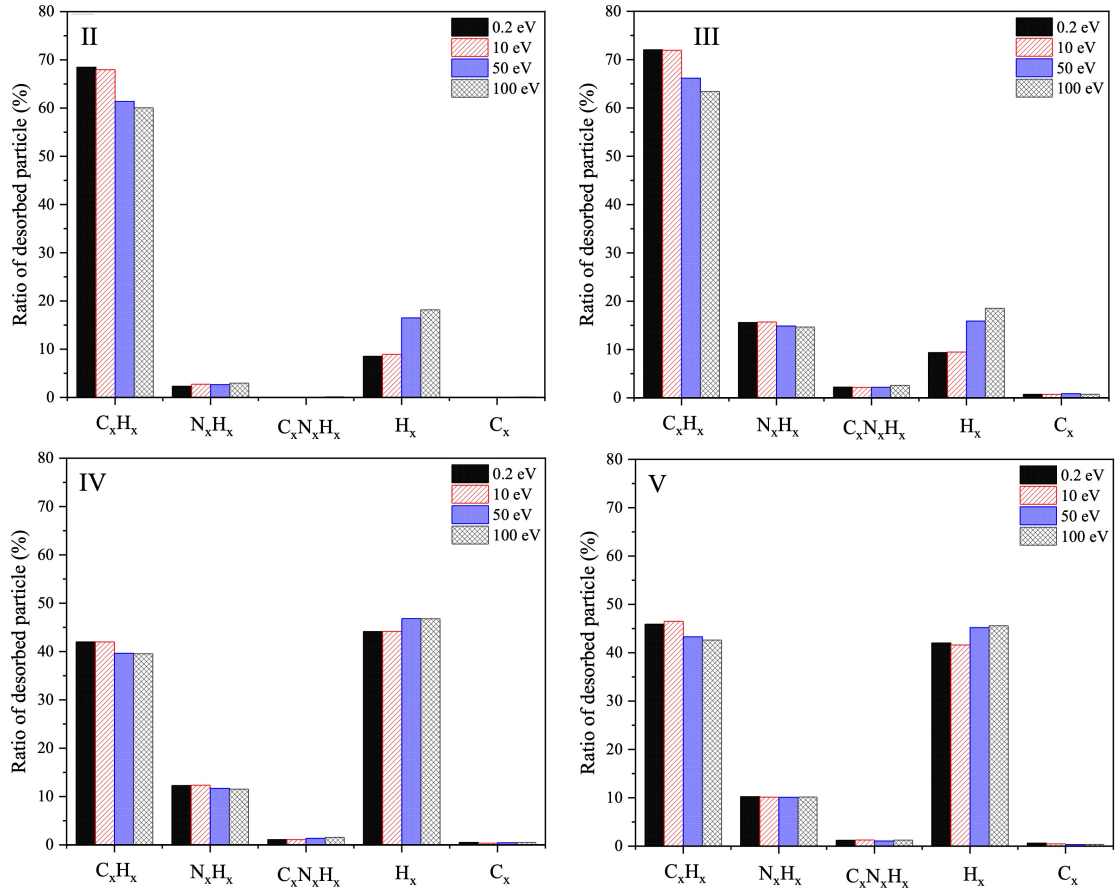 II
0.2 eV
10 eV
50 eV
100 eV
Ratio of desorbed particle (%)
80
70
60
50
40
30
20
10
0
CₓHₓ NₓHₓ CₓNₓHₓ Hₓ Cₓ
III
0.2 eV
10 eV
50 eV
100 eV
Ratio of desorbed particle (%)
80
70
60
50
40
30
20
10
0
CₓHₓ NₓHₓ CₓNₓHₓ Hₓ Cₓ
IV
0.2 eV
10 eV
50 eV
100 eV
Ratio of desorbed particle (%)
80
70
60
50
40
30
20
10
0
CₓHₓ NₓHₓ CₓNₓHₓ Hₓ Cₓ
V
0.2 eV
10 eV
50 eV
100 eV
Ratio of desorbed particle (%)
80
70
60
50
40
30
20
10
0
CₓHₓ NₓHₓ CₓNₓHₓ Hₓ Cₓ